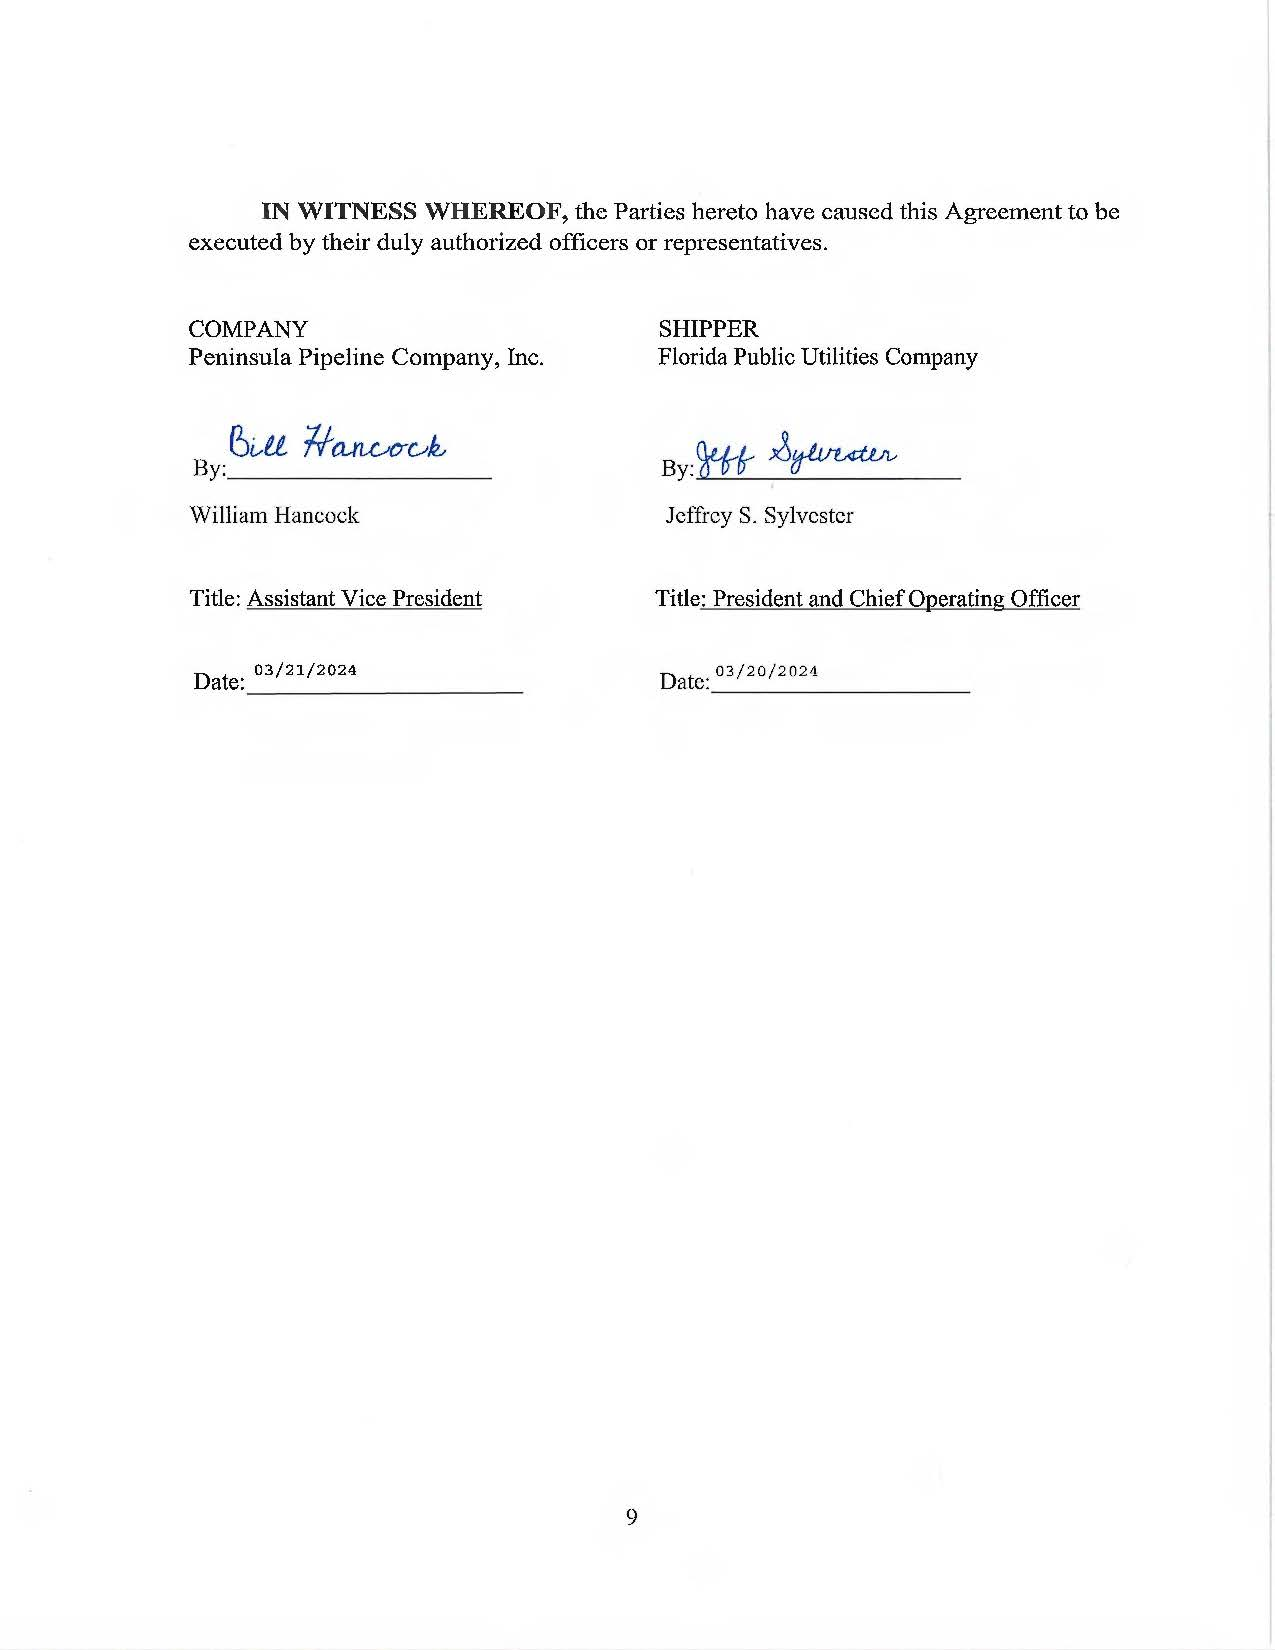 IN WITNESS WHEREOF, the Parties hereto have caused this Agreement to be
executed by their duly authorized officers or representatives.
COMPANY
Peninsula Pipeline Company, Inc.
By: Bill Hancock
William Hancock
Title: Assistant Vice President
Date: 03/21/2024
SHIPPER
Florida Public Utilities Company
By: Jeff Sylvester
Jeffrey S. Sylvester
Title: President and Chief Operating Officer
Date: 03/20/2024
9